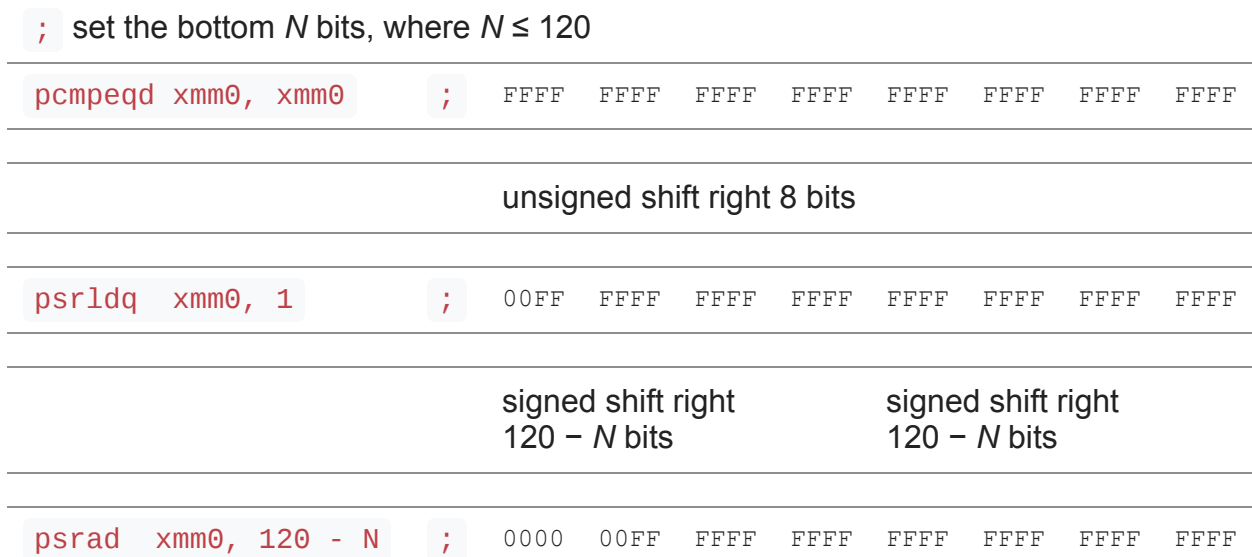 ; set the bottom N bits, where N ≤ 120
pcmpeqd xmm0, xmm0 ; FFFF FFFF FFFF FFFF FFFF FFFF FFFF FFFF
unsigned shift right 8 bits
psrldq xmm0, 1 ; 00FF FFFF FFFF FFFF FFFF FFFF FFFF FFFF
signed shift right signed shift right
120 − N bits 120 − N bits
psrad xmm0, 120 - N ; 0000 00FF FFFF FFFF FFFF FFFF FFFF FFFF